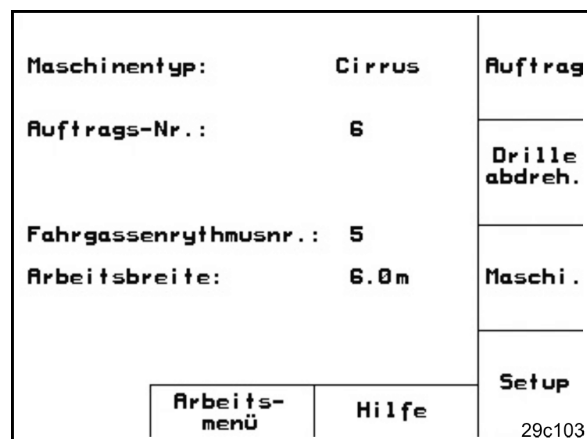 Maschinentyp: Cirrus
Auftrags-Nr.: 6
Fahrgassenrythmusnr.: 5
Arbeitsbreite: 6.0m
Auftrag
Drille
abdreh.
Maschi.
Setup
Arbeits-
menü
Hilfe
29c103